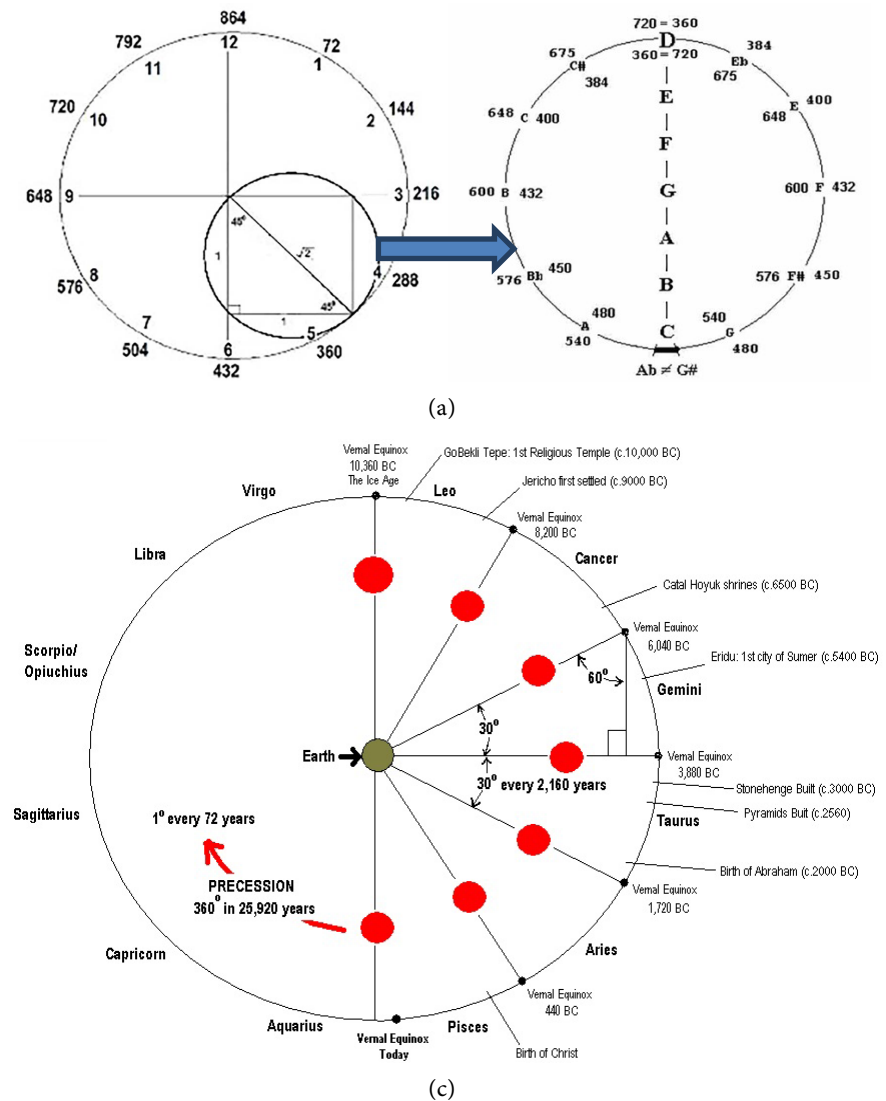 864
12
792
11
72
1
720
10
144
2
648 9
3 216
45°
1
√2
45°
1
4
288
576
8
7
504
5
360
6
432
720 = 360
D
360 = 720
675
C#
384
384
Eb
675
E
F
G
A
B
C
648 C 400
E 400
648
600 B 432
600 F 432
576 Bb 450
576 F# 450
480
A
540
540
G
480
Ab ≠ G#
(a)
Vernal Equinox
10,360 BC
The Ice Age
GoBekli Tepe: 1st Religious Temple (c.10,000 BC)
Leo
Jericho first settled (c.9000 BC)
Virgo
Vernal Equinox
8,200 BC
Libra
Cancer
Catal Hoyuk shrines (c.6500 BC)
Vernal Equinox
6,040 BC
Scorpio/
Opiuchius
Eridu: 1st city of Sumer (c.5400 BC)
60°
Gemini
30°
Earth
Vernal Equinox
3,880 BC
30° every 2,160 years
Stonehenge Built (c.3000 BC)
Sagittarius
Pyramids Buit (c.2560)
Taurus
1° every 72 years
Birth of Abraham (c.2000 BC)
PRECESSION
360° in 25,920 years
Vernal Equinox
1,720 BC
Capricorn
Aries
Vernal Equinox
440 BC
Aquarius
Pisces
Vernal Equinox
Today
Birth of Christ
(c)